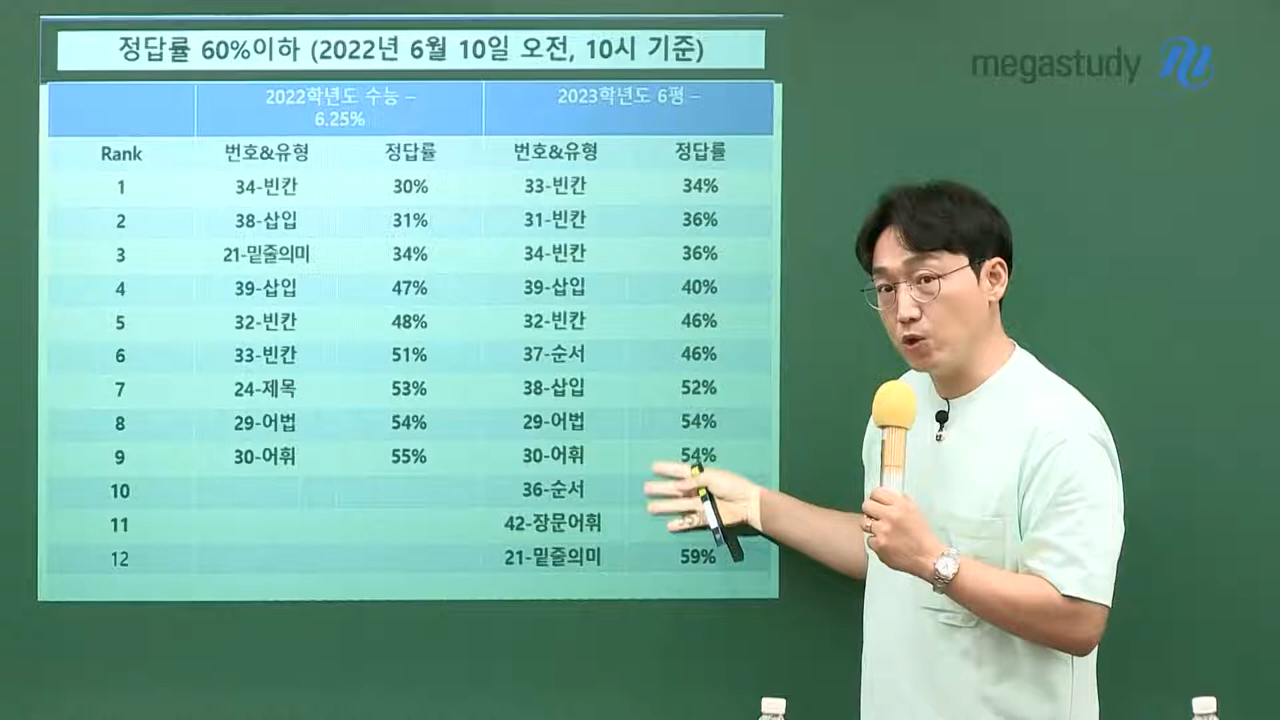 정답률 60%이하 (2022년 6월 10일 오전, 10시 기준)
megastudy
2022학년도 수능 – 2023학년도 6평 –
6.25%
Rank 번호&유형 정답률 번호&유형 정답률
1 34-빈칸 30% 33-빈칸 34%
2 38-삽입 31% 31-빈칸 36%
3 21-밑줄의미 34% 34-빈칸 36%
4 39-삽입 47% 39-삽입 40%
5 32-빈칸 48% 32-빈칸 46%
6 33-빈칸 51% 37-순서 46%
7 24-제목 53% 38-삽입 52%
8 29-어법 54% 29-어법 54%
9 30-어휘 55% 30-어휘 54%
10 36-순서
11 42-장문어휘
12 21-밑줄의미 59%